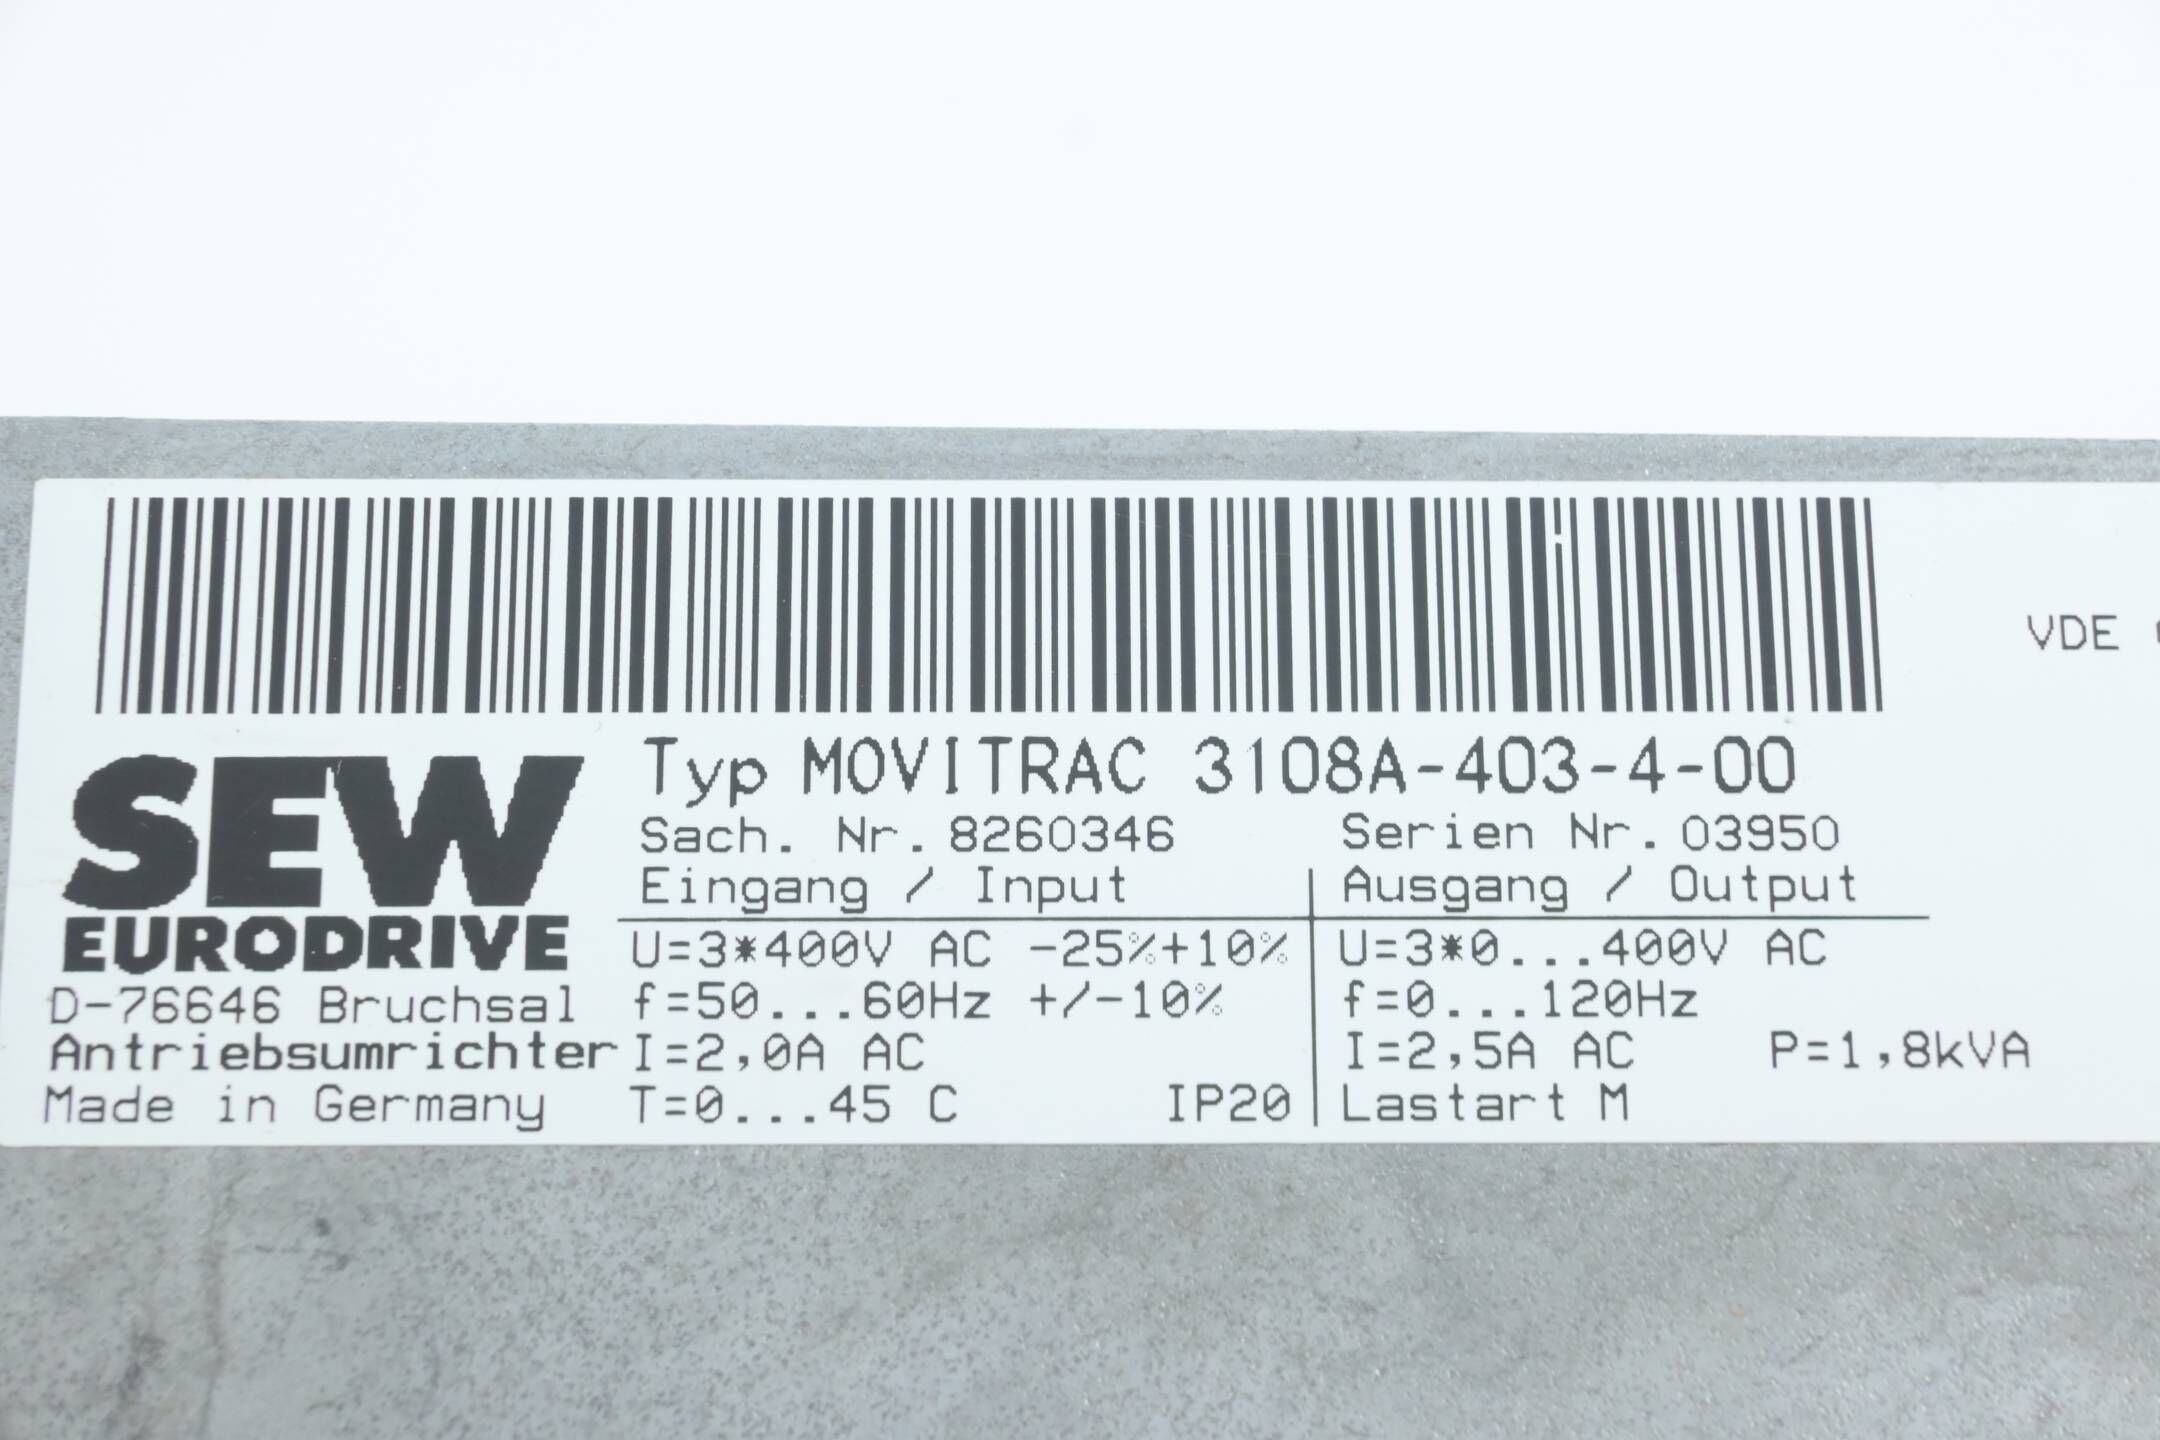 VDE
SEW
EURODRIVE
D-76646 Bruchsal
Antriebsumrichter
Made in Germany
Typ MOVITRAC 3108A-403-4-00
Sach. Nr. 8260346 Serien Nr. 03950
Eingang / Input Ausgang / Output
U=3*400V AC -25%+10% U=3*0...400V AC
f=50...60Hz +/-10% f=0...120Hz
I=2,0A AC I=2,5A AC P=1,8kVA
T=0...45 C IP20 Lastart M